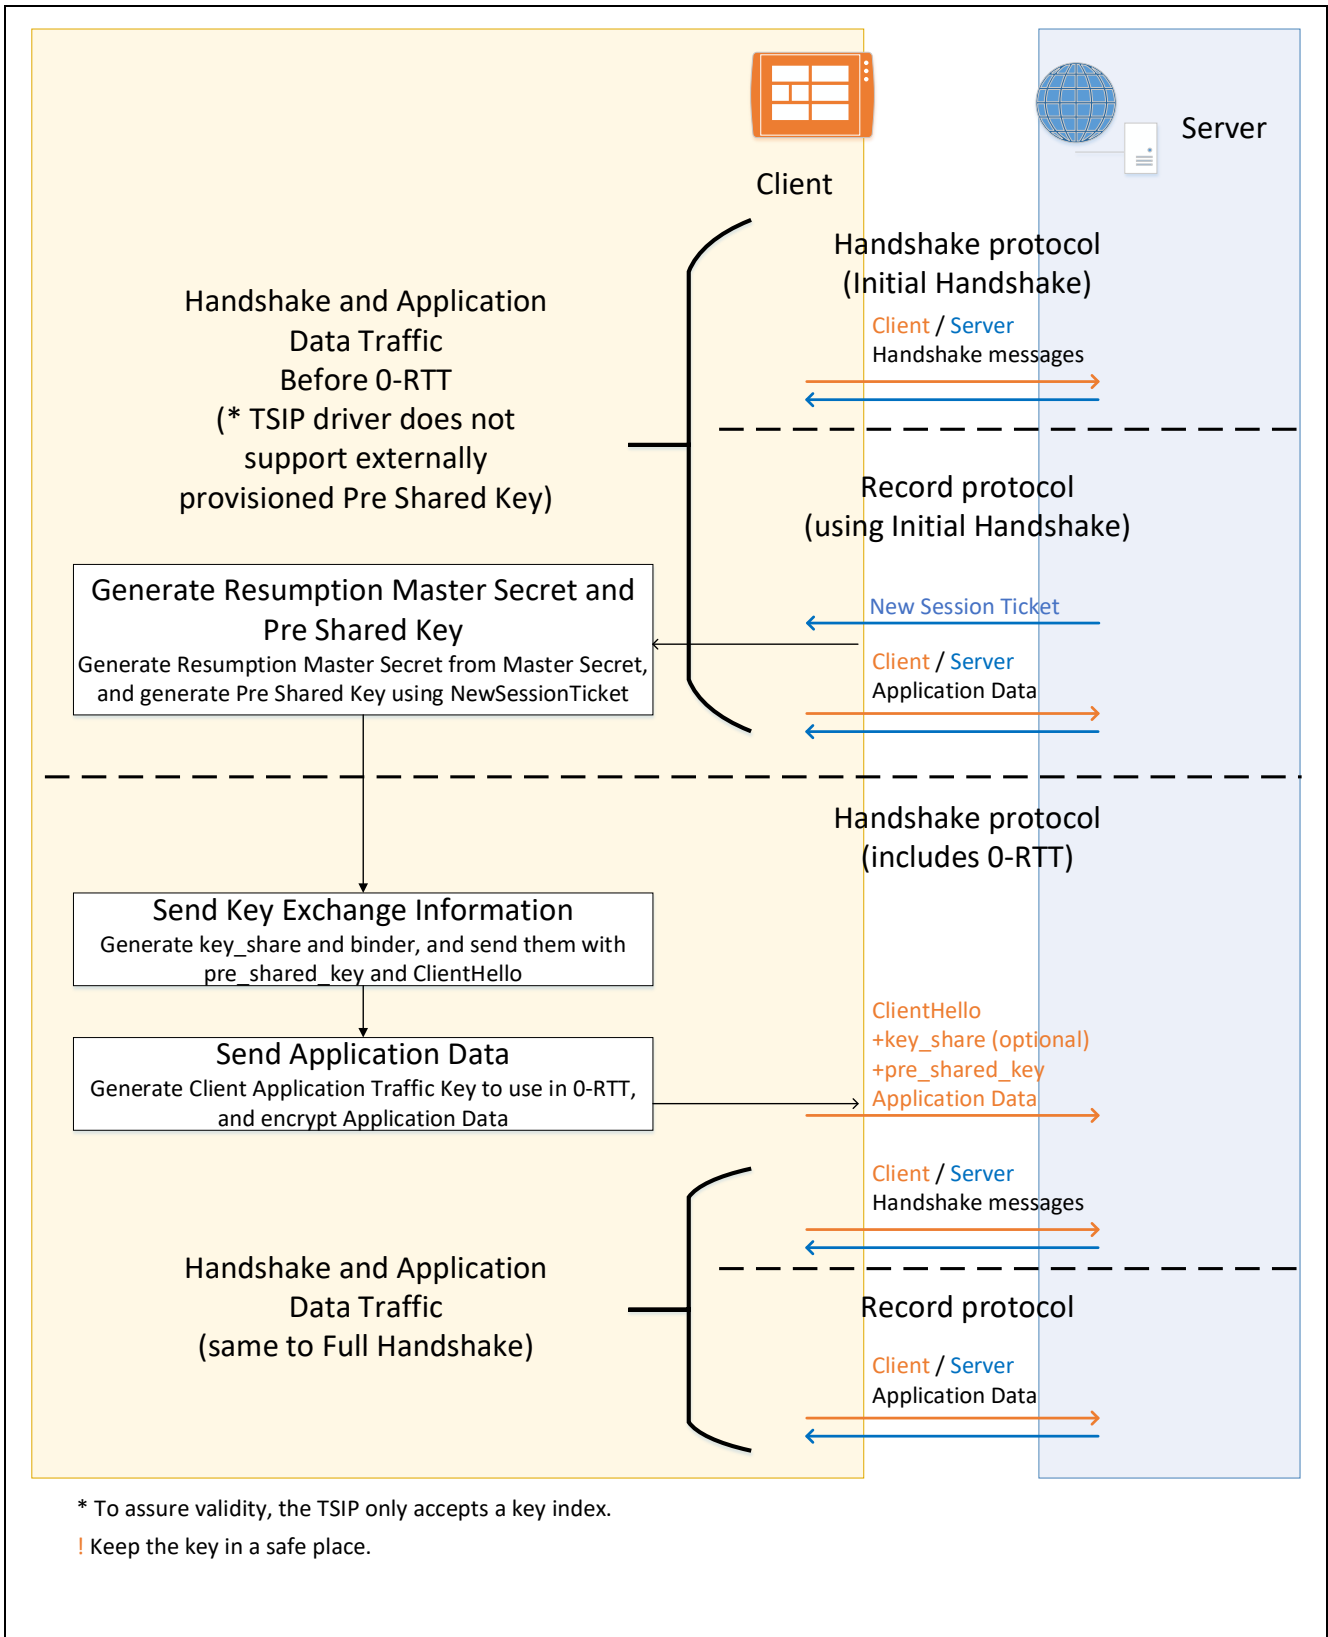 Server
Client
Handshake protocol
(Initial Handshake)
Handshake and Application
Data Traffic
Before 0-RTT
(* TSIP driver does not
support externally
provisioned Pre Shared Key)
Client / Server
Handshake messages
Record protocol
(using Initial Handshake)
Generate Resumption Master Secret and
Pre Shared Key
Generate Resumption Master Secret from Master Secret,
and generate Pre Shared Key using NewSessionTicket
New Session Ticket
Client / Server
Application Data
Handshake protocol
(includes 0-RTT)
Send Key Exchange Information
Generate key_share and binder, and send them with
pre_shared_key and ClientHello
Send Application Data
Generate Client Application Traffic Key to use in 0-RTT,
and encrypt Application Data
ClientHello
+key_share (optional)
+pre_shared_key
Application Data
Client / Server
Handshake messages
Handshake and Application
Data Traffic
(same to Full Handshake)
Record protocol
Client / Server
Application Data
* To assure validity, the TSIP only accepts a key index.
! Keep the key in a safe place.